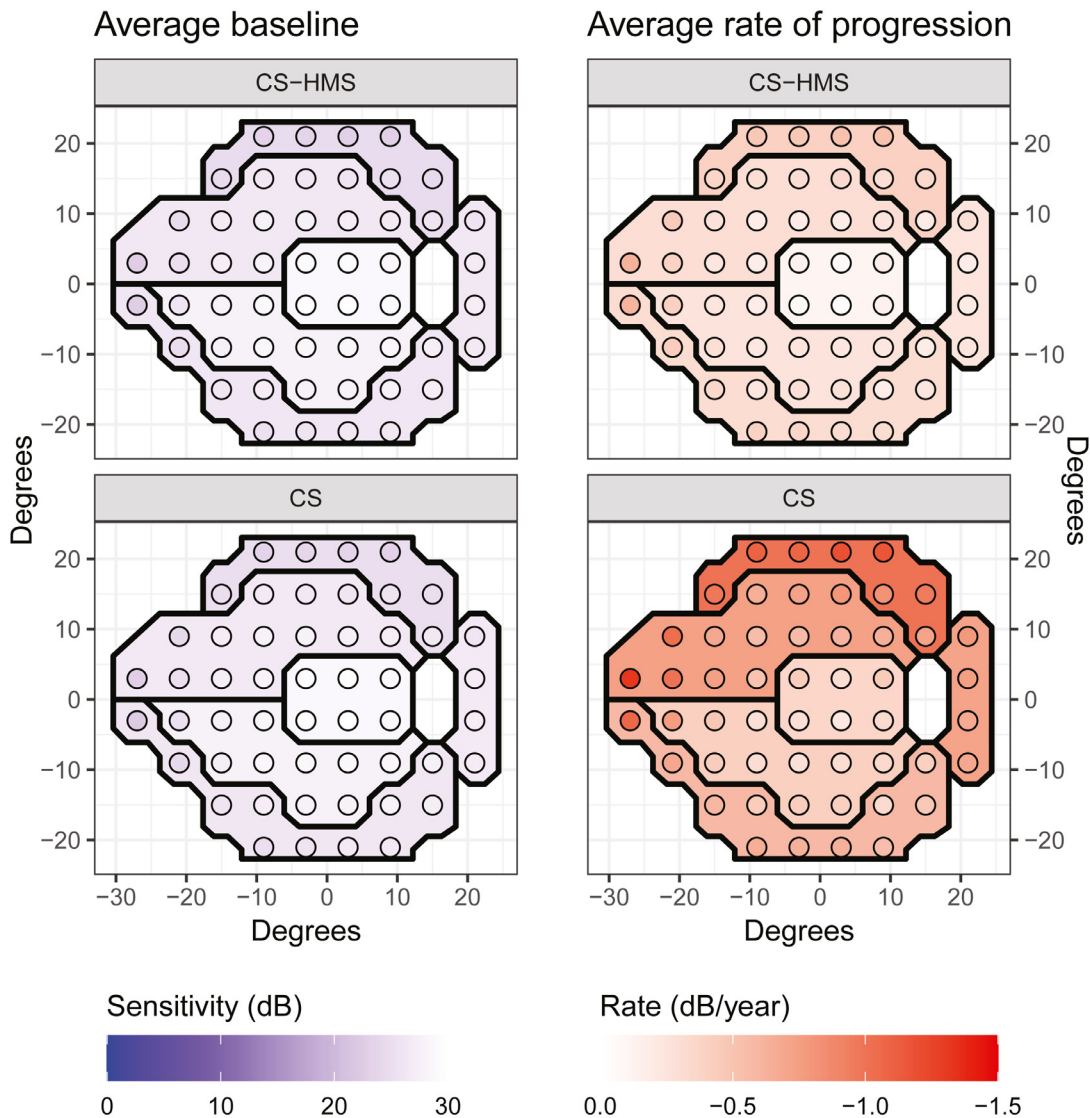 Average baseline
Average rate of progression
CS−HMS
CS−HMS
20
10
0
−10
−20
20
10
0
−10
−20
CS
CS
20
10
0
−10
−20
20
10
0
−10
−20
Degrees
Degrees
−30 −20 −10 0 10 20
−30 −20 −10 0 10 20
Degrees
Degrees
Sensitivity (dB)
Rate (dB/year)
0 10 20 30
0.0 −0.5 −1.0 −1.5